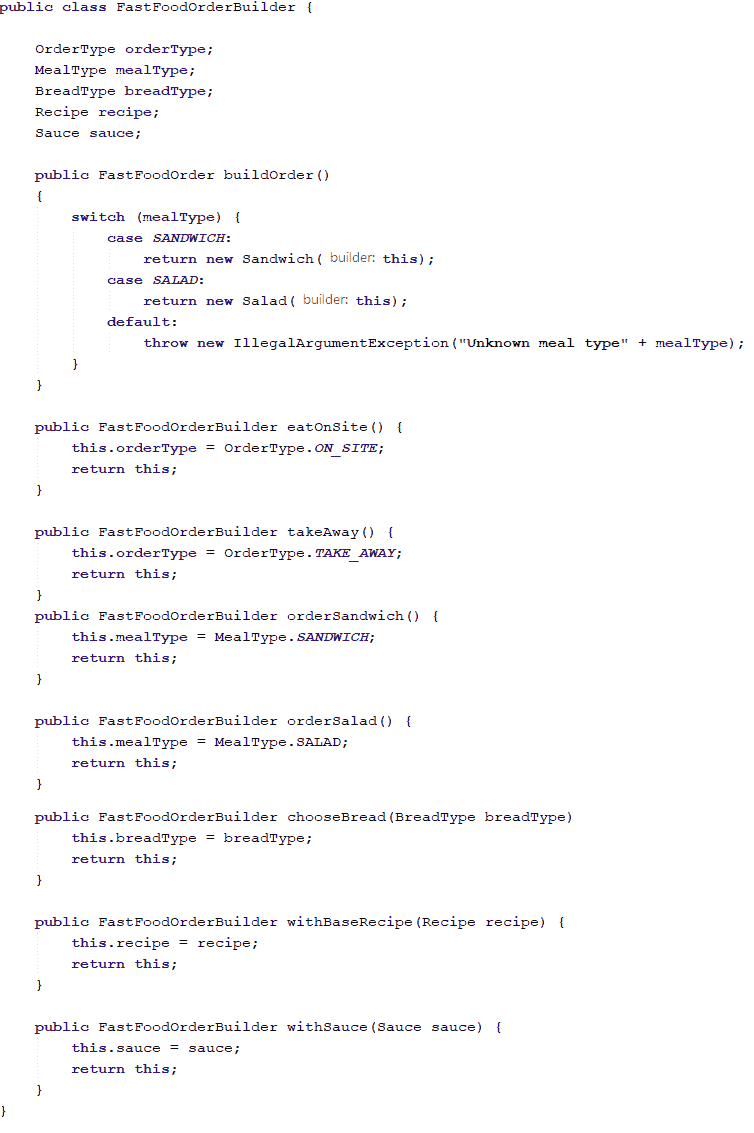 public class FastFoodOrderBuilder {
OrderType orderType;
MealType mealType;
BreadType breadType;
Recipe recipe;
Sauce sauce;
public FastFoodOrder buildOrder()
{
switch (mealType) {
case SANDWICH:
return new Sandwich( builder: this);
case SALAD:
return new Salad( builder: this);
default:
throw new IllegalArgumentException("Unknown meal type" + mealType);
}
}
public FastFoodOrderBuilder eatOnSite() {
this.orderType = OrderType.ON_SITE;
return this;
}
public FastFoodOrderBuilder takeAway() {
this.orderType = OrderType.TAKE_AWAY;
return this;
}
public FastFoodOrderBuilder orderSandwich() {
this.mealType = MealType.SANDWICH;
return this;
}
public FastFoodOrderBuilder orderSalad() {
this.mealType = MealType.SALAD;
return this;
}
public FastFoodOrderBuilder chooseBread(BreadType breadType)
this.breadType = breadType;
return this;
}
public FastFoodOrderBuilder withBaseRecipe(Recipe recipe) {
this.recipe = recipe;
return this;
}
public FastFoodOrderBuilder withSauce(Sauce sauce) {
this.sauce = sauce;
return this;
}
}